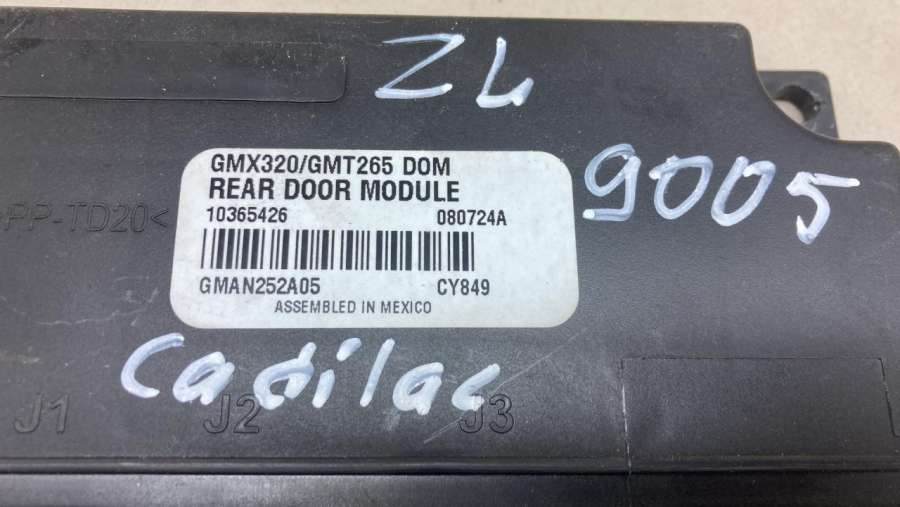 ZL
GMX320/GMT265 DOM
REAR DOOR MODULE
10365426 080724A
GMAN252A05 CY849
ASSEMBLED IN MEXICO
9005
>PP-TD20<
Cadilac
J1 J2 J3